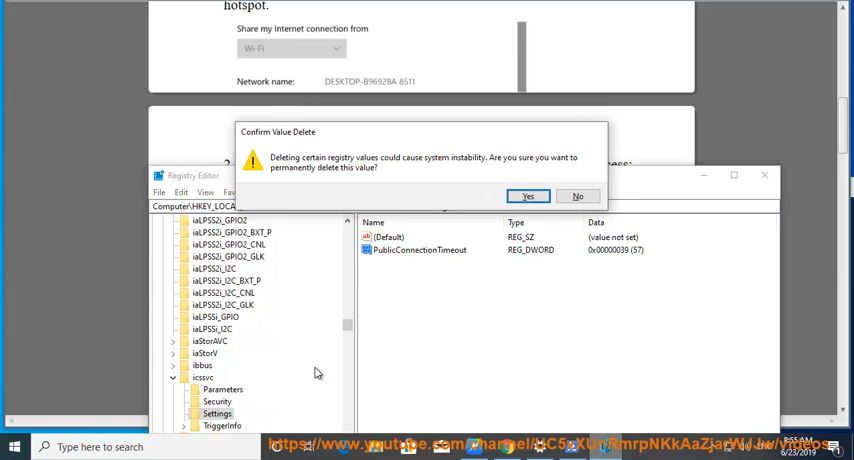 hotspot.
Share my Internet connection from
Wi-Fi
Network name: DESKTOP-B96928A 8511
Confirm Value Delete
Deleting certain registry values could cause system instability. Are you sure you want to
permanently delete this value?
Yes
No
Registry Editor
File Edit View Fav
Computer\HKEY_LOCA
Name Type Data
(Default) REG_SZ (value not set)
PublicConnectionTimeout REG_DWORD 0x00000039 (57)
iaLPSS2i_GPIO2
iaLPSS2i_GPIO2_BXT_P
iaLPSS2i_GPIO2_CNL
iaLPSS2i_GPIO2_GLK
iaLPSS2i_I2C
iaLPSS2i_I2C_BXT_P
iaLPSS2i_I2C_CNL
iaLPSS2i_I2C_GLK
iaLPSSi_GPIO
iaLPSSi_I2C
iaStorAVC
iaStorV
ibbus
icssvc
Parameters
Security
Settings
TriggerInfo
Type here to search
8:55 AM
6/23/2019